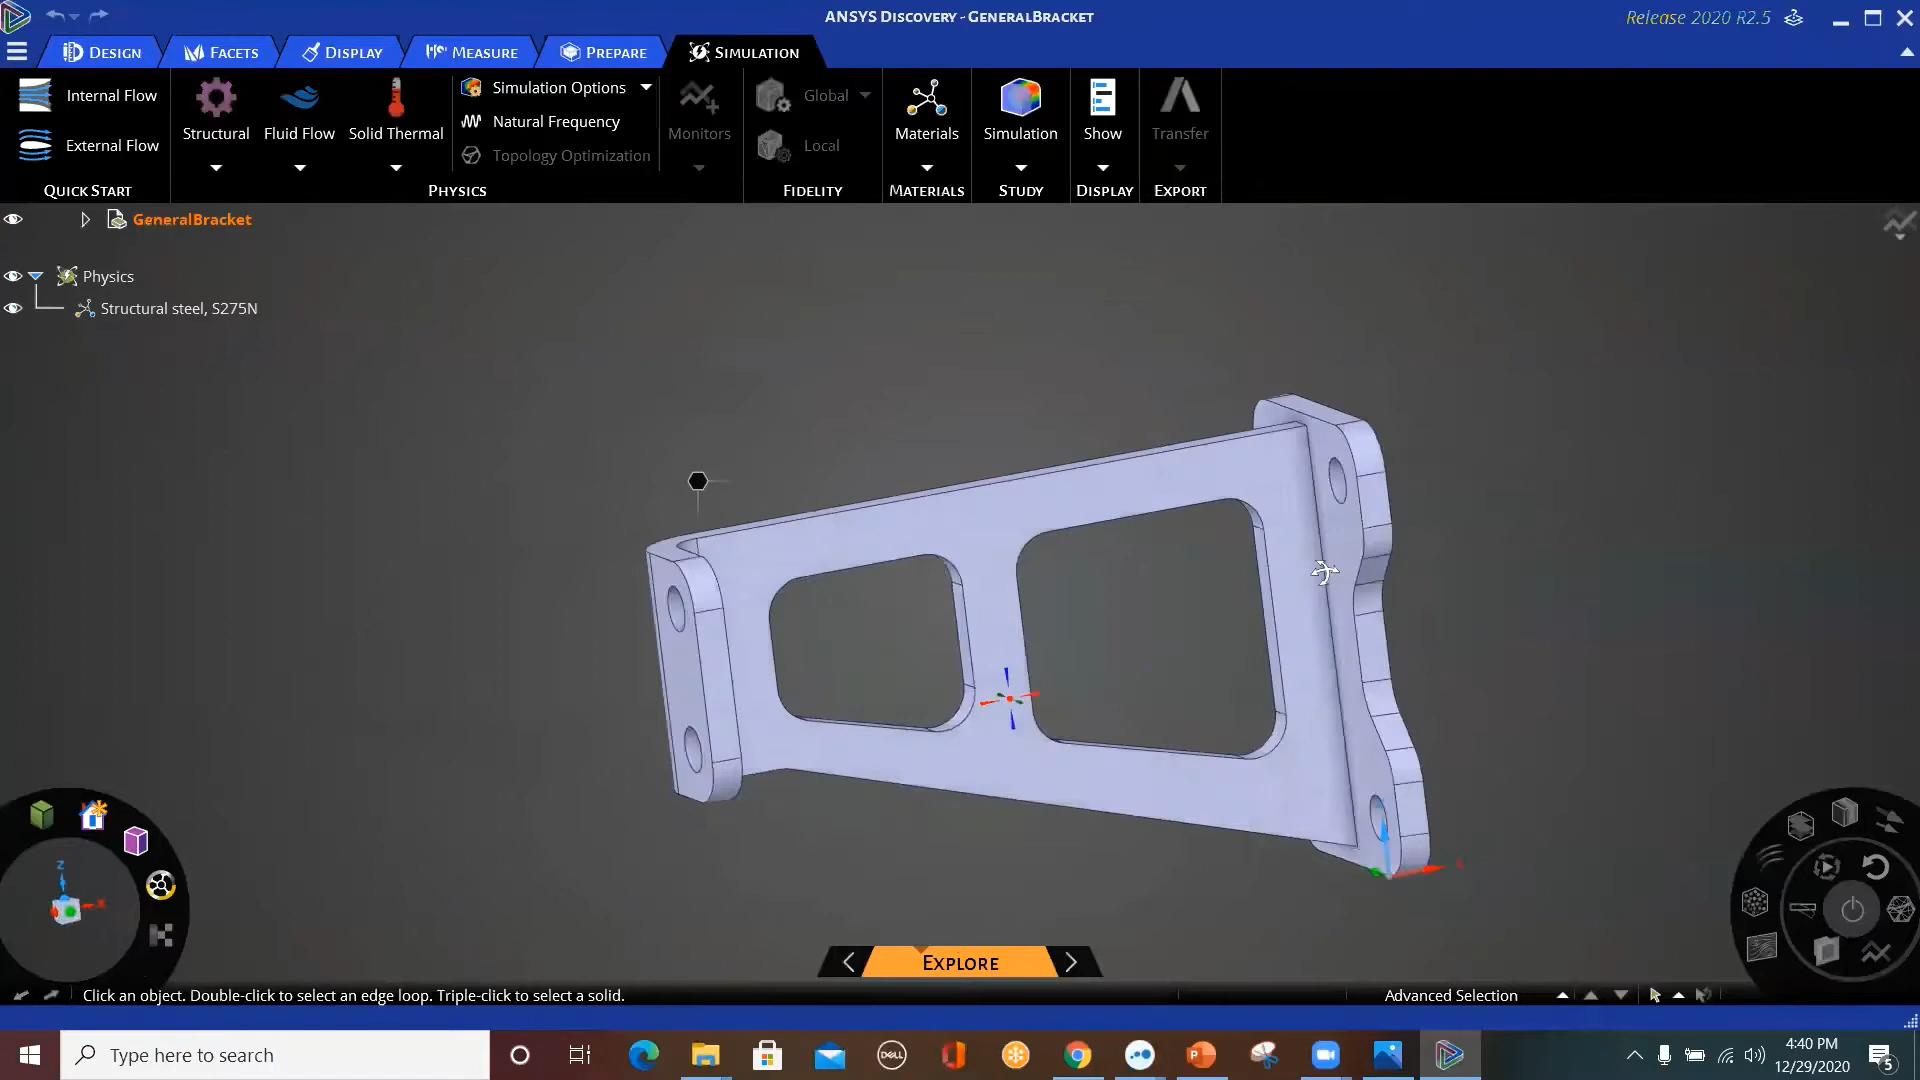 ANSYS DISCOVERY - GENERALBRACKET
Release 2020 R2.5
DESIGN
FACETS
DISPLAY
MEASURE
PREPARE
SIMULATION
Internal Flow
External Flow
QUICK START
Structural
Fluid Flow
Solid Thermal
Simulation Options
Natural Frequency
Topology Optimization
PHYSICS
Monitors
Global
Local
FIDELITY
Materials
MATERIALS
Simulation
STUDY
Show
DISPLAY
Transfer
EXPORT
GeneralBracket
Physics
Structural steel, S275N
Z
X
EXPLORE
Click an object. Double-click to select an edge loop. Triple-click to select a solid.
Advanced Selection
Type here to search
DELL
P
4:40 PM
12/29/2020
5